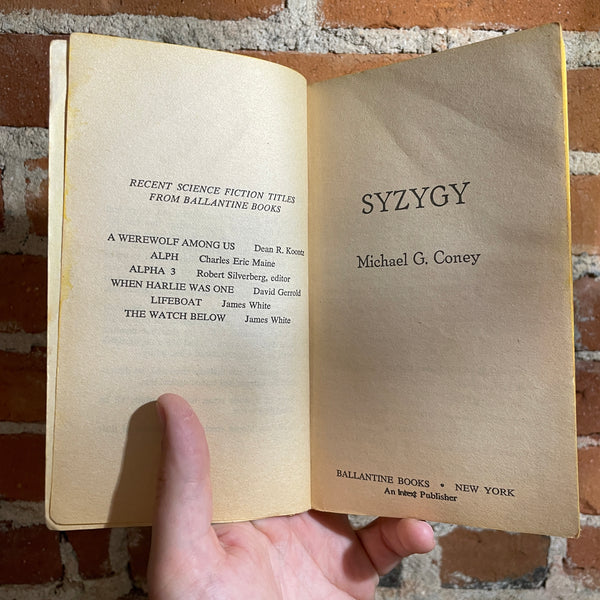 RECENT SCIENCE FICTION TITLES
FROM BALLANTINE BOOKS
A WEREWOLF AMONG US Dean R. Koontz
ALPH Charles Eric Maine
ALPHA 3 Robert Silverberg, editor
WHEN HARLIE WAS ONE David Gerrold
LIFEBOAT James White
THE WATCH BELOW James White
SYZYGY
Michael G. Coney
BALLANTINE BOOKS • NEW YORK
An Intext Publisher